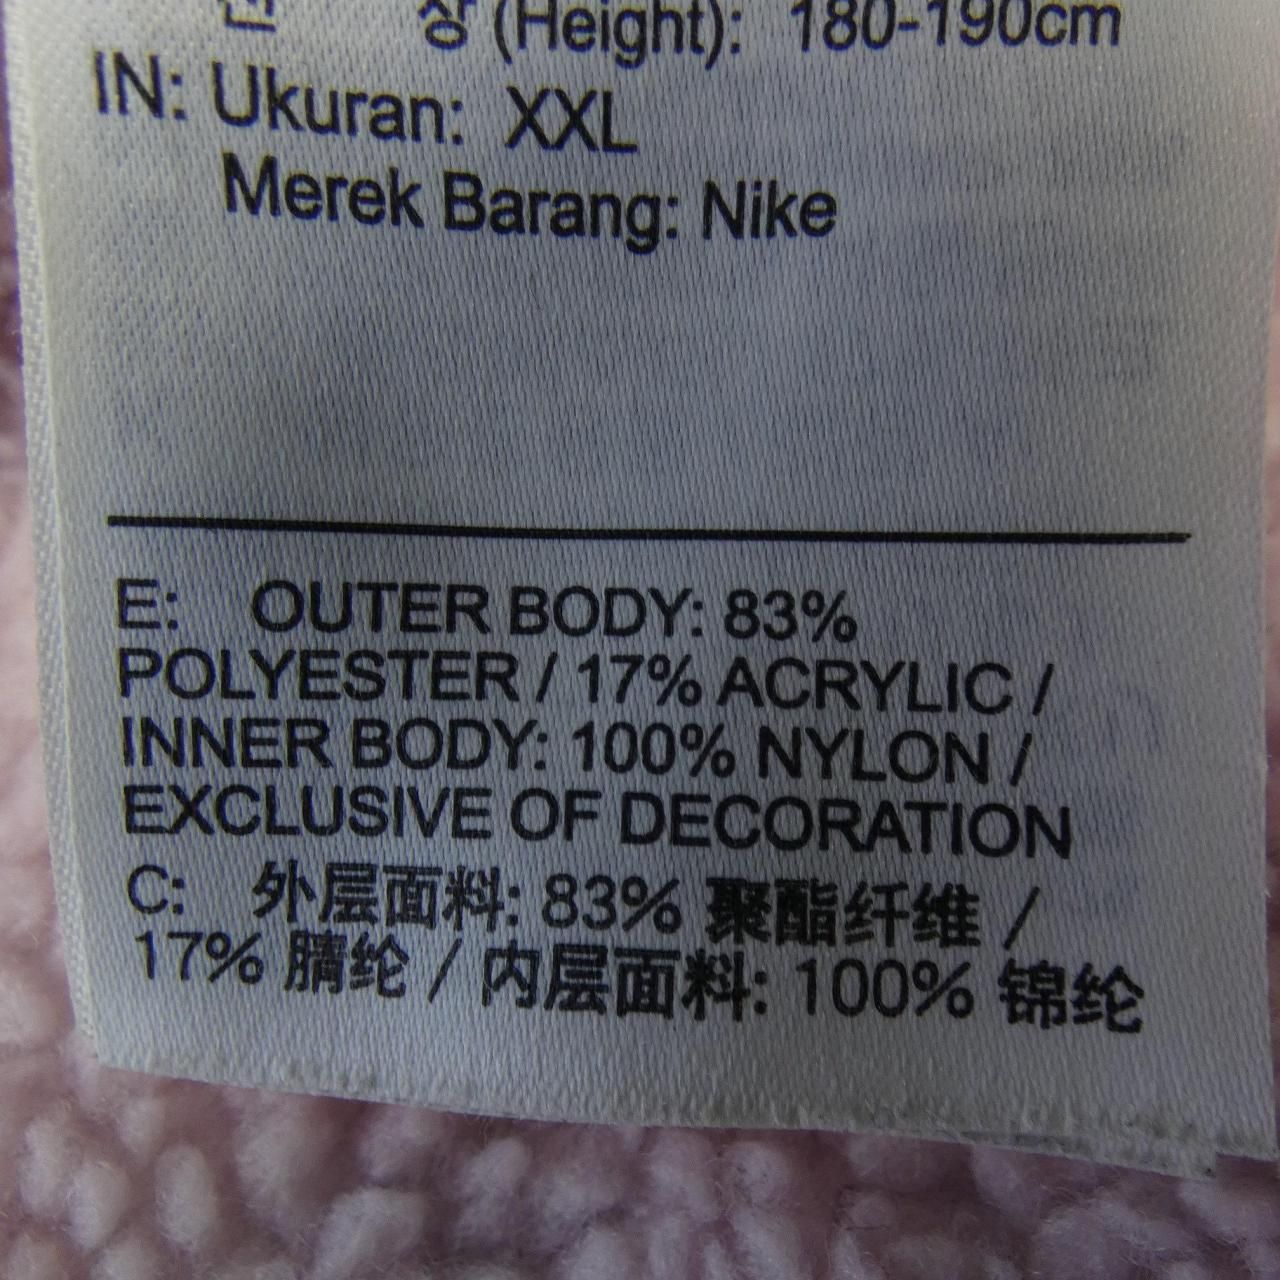 (Height): 180-190cm
IN: Ukuran: XXL
Merek Barang: Nike
E: OUTER BODY: 83%
POLYESTER / 17% ACRYLIC /
INNER BODY: 100% NYLON /
EXCLUSIVE OF DECORATION
C: 外层面料: 83% 聚酯纤维 /
17% 腈纶 / 内层面料: 100% 锦纶